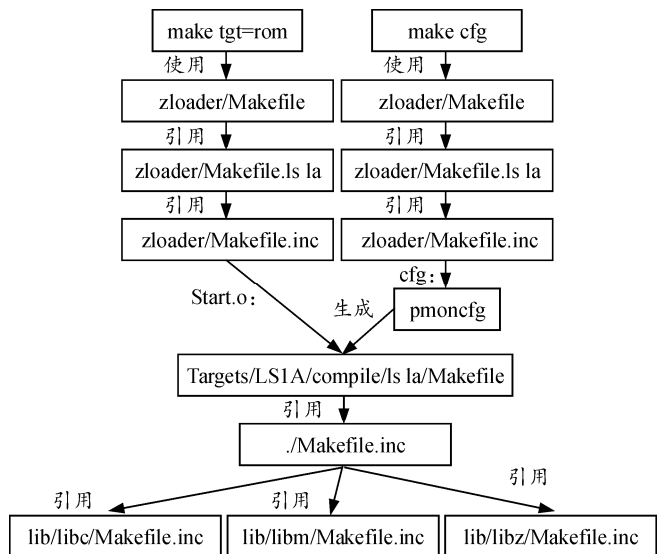 make tgt=rom
make cfg
使用
使用
zloader/Makefile
zloader/Makefile
引用
引用
zloader/Makefile.ls la
zloader/Makefile.ls la
引用
引用
zloader/Makefile.inc
zloader/Makefile.inc
cfg:
Start.o:
生成
pmoncfg
Targets/LS1A/compile/ls la/Makefile
引用
./Makefile.inc
引用
引用
引用
lib/libc/Makefile.inc
lib/libm/Makefile.inc
lib/libz/Makefile.inc